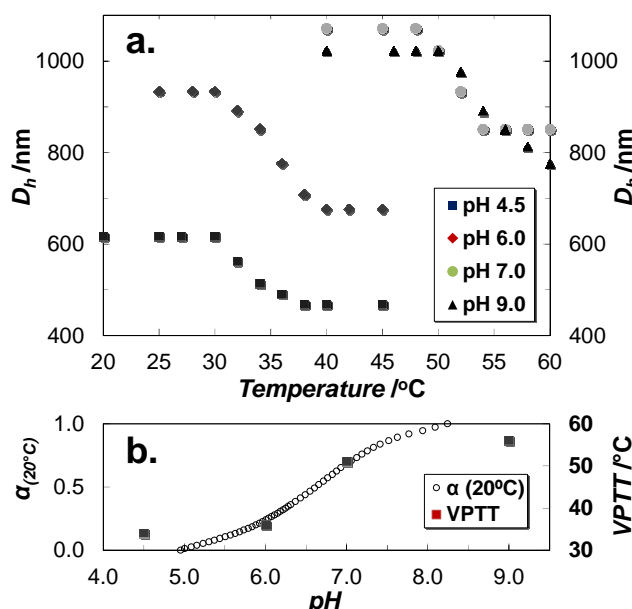 a.
1000
800
600
400
D_h /nm
1000
800
600
400
D_h /nm
pH 4.5
pH 6.0
pH 7.0
pH 9.0
20 25 30 35 40 45 50 55 60
Temperature /°C
b.
1.0
0.5
0.0
α(20°C)
α (20ºC)
VPTT
60
50
40
30
VPTT /°C
4.0 5.0 6.0 7.0 8.0 9.0
pH